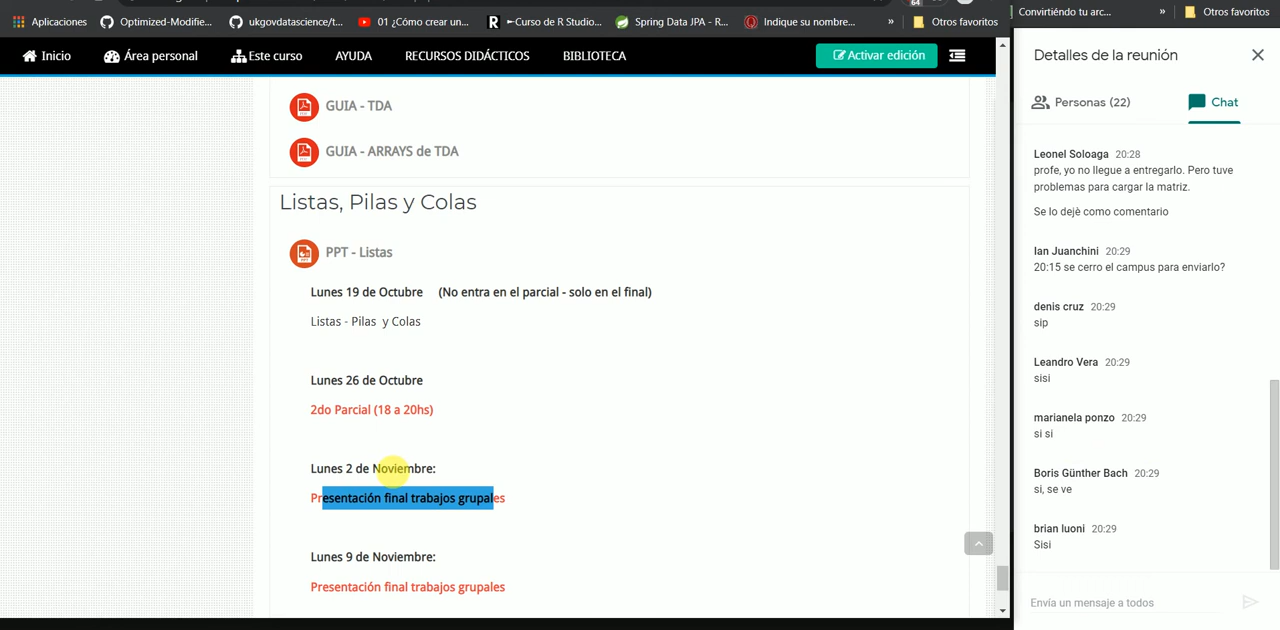 Aplicaciones
Optimized-Modifie...
ukgovdatascience/t...
01 ¿Cómo crear un...
►Curso de R Studio...
Spring Data JPA - R...
Indique su nombre...
»
Otros favoritos
64
Inicio
Área personal
Este curso
AYUDA
RECURSOS DIDÁCTICOS
BIBLIOTECA
Activar edición
GUIA - TDA
GUIA - ARRAYS de TDA
Listas, Pilas y Colas
PPT - Listas
Lunes 19 de Octubre (No entra en el parcial - solo en el final)
Listas - Pilas y Colas
Lunes 26 de Octubre
2do Parcial (18 a 20hs)
Lunes 2 de Noviembre:
Presentación final trabajos grupales
Lunes 9 de Noviembre:
Presentación final trabajos grupales
Convirtiéndo tu arc...
»
Otros favoritos
Detalles de la reunión
Personas (22)
Chat
Leonel Soloaga 20:28
profe, yo no llegue a entregarlo. Pero tuve
problemas para cargar la matriz.
Se lo dejè como comentario
Ian Juanchini 20:29
20:15 se cerro el campus para enviarlo?
denis cruz 20:29
sip
Leandro Vera 20:29
sisi
marianela ponzo 20:29
si si
Boris Günther Bach 20:29
si, se ve
brian luoni 20:29
Sisi
Envía un mensaje a todos